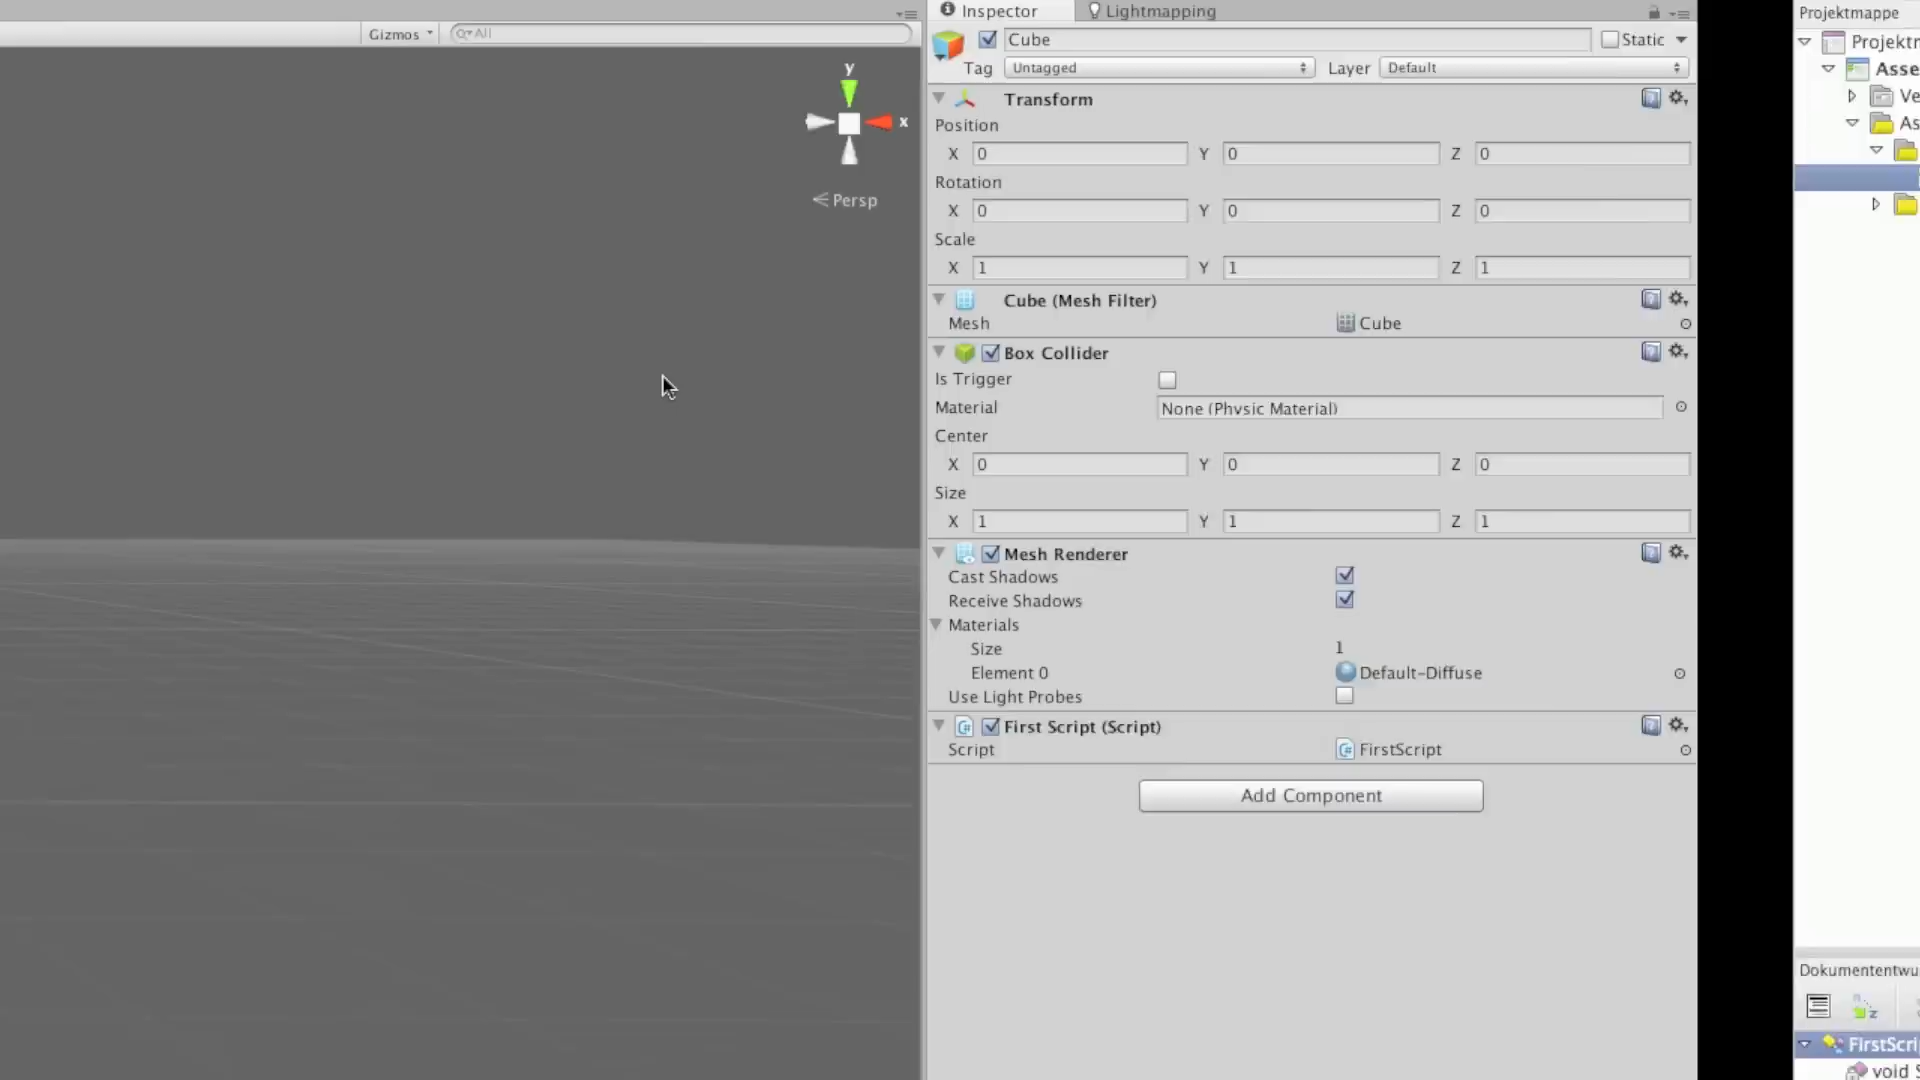 Gizmos
All
y
x
Persp
Inspector
Lightmapping
Cube
Static
Tag Untagged Layer Default
Transform
Position
X 0 Y 0 Z 0
Rotation
X 0 Y 0 Z 0
Scale
X 1 Y 1 Z 1
Cube (Mesh Filter)
Mesh Cube
Box Collider
Is Trigger
Material None (Physic Material)
Center
X 0 Y 0 Z 0
Size
X 1 Y 1 Z 1
Mesh Renderer
Cast Shadows
Receive Shadows
Materials
Size 1
Element 0 Default-Diffuse
Use Light Probes
First Script (Script)
Script FirstScript
Add Component
Projektmappe
Projektr
Asse
Ve
As
Dokumententwu
FirstScri
void S